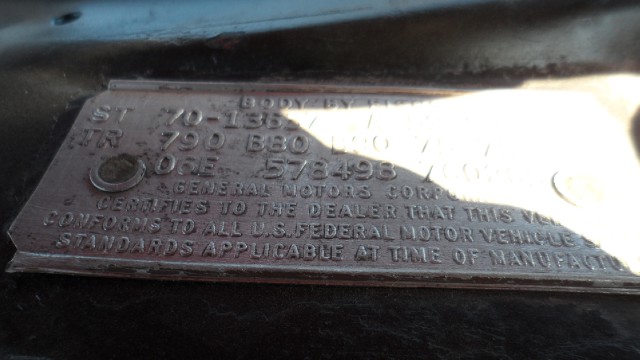 BODY BY
ST 70-136
TR 790 B80
06E 578498
GENERAL MOTORS
CERTIFIES TO THE DEALER THAT THIS
CONFORMS TO ALL U.S. FEDERAL MOTOR VEHICLE
STANDARDS APPLICABLE AT TIME OF